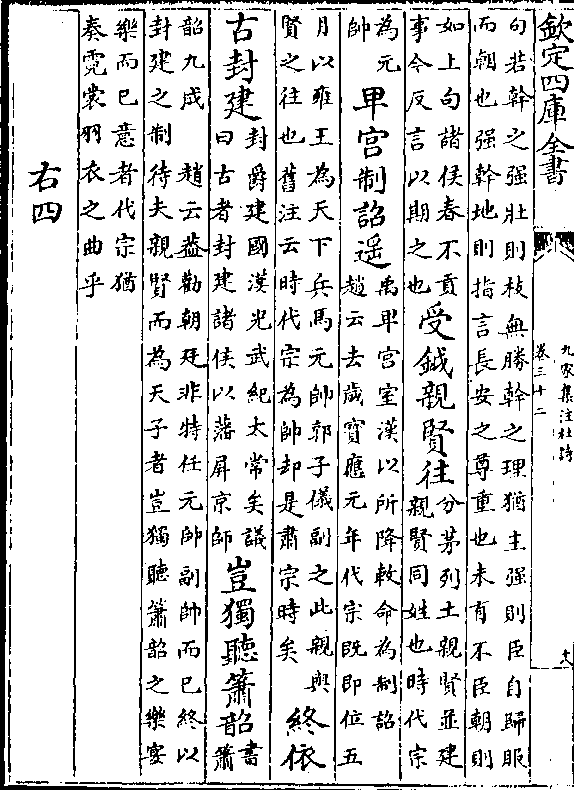 欽定四庫全書
九家集注杜詩
卷三十二
十八
句若幹之强壯則枝無勝幹之理猶主强則臣自歸服
而朝也强幹地則指言長安之尊重也未有不臣朝則
如上句諸侯春不貢
事今反言以期之也
受鉞親賢往
分茅列土親賢並建
親賢同姓也時代宗
為元
帥
卑宫制詔遥
禹卑宫室漢以所降敕命為制詔
趙云去歲寶應元年代宗既即位五
月以雍王為天下兵馬元帥郭子儀副之此親與
賢之往也舊注云時代宗為帥却是肅宗時矣
終依
古封建
封爵建國漢光武紀太常矣議
曰古者封建諸侯以藩屏京師
豈獨聽簫韶
書
簫
韶九成 趙云葢勸朝廷非特任元帥副帥而已終以
封建之制待夫親賢而為天子者豈獨聽簫韶之樂宴
樂而已意者代宗猶
奏霓裳羽衣之曲乎
右四